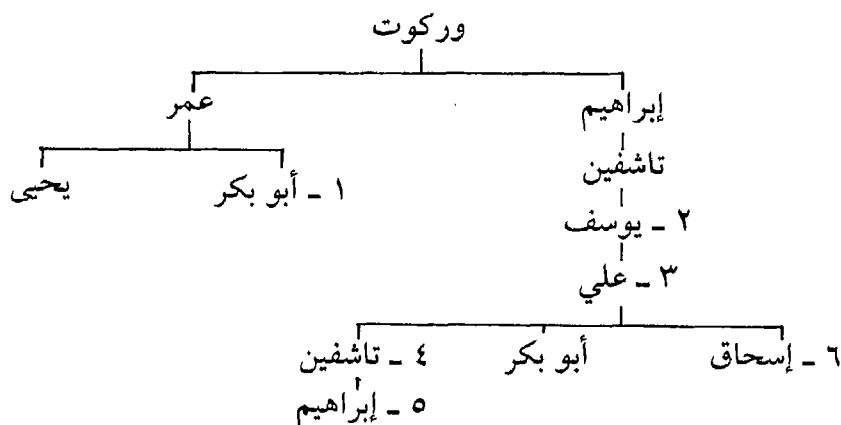 وركوت
إبراهيم عمر
تاشفين
١ - أبو بكر يحيى
٢ - يوسف
٣ - علي
٦ - إسحاق أبو بكر ٤ - تاشفين
٥ - إبراهيم